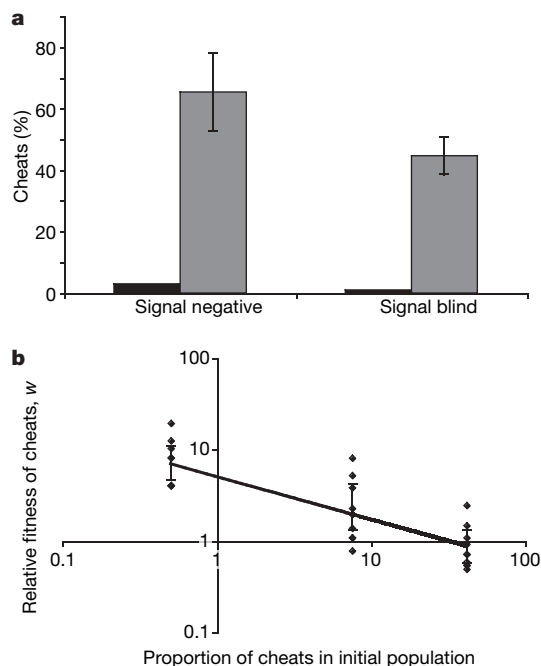 a
Cheats (%)
80
60
40
20
0
Signal negative
Signal blind
b
Relative fitness of cheats, w
100
10
1
0.1
0.1
1
10
100
Proportion of cheats in initial population